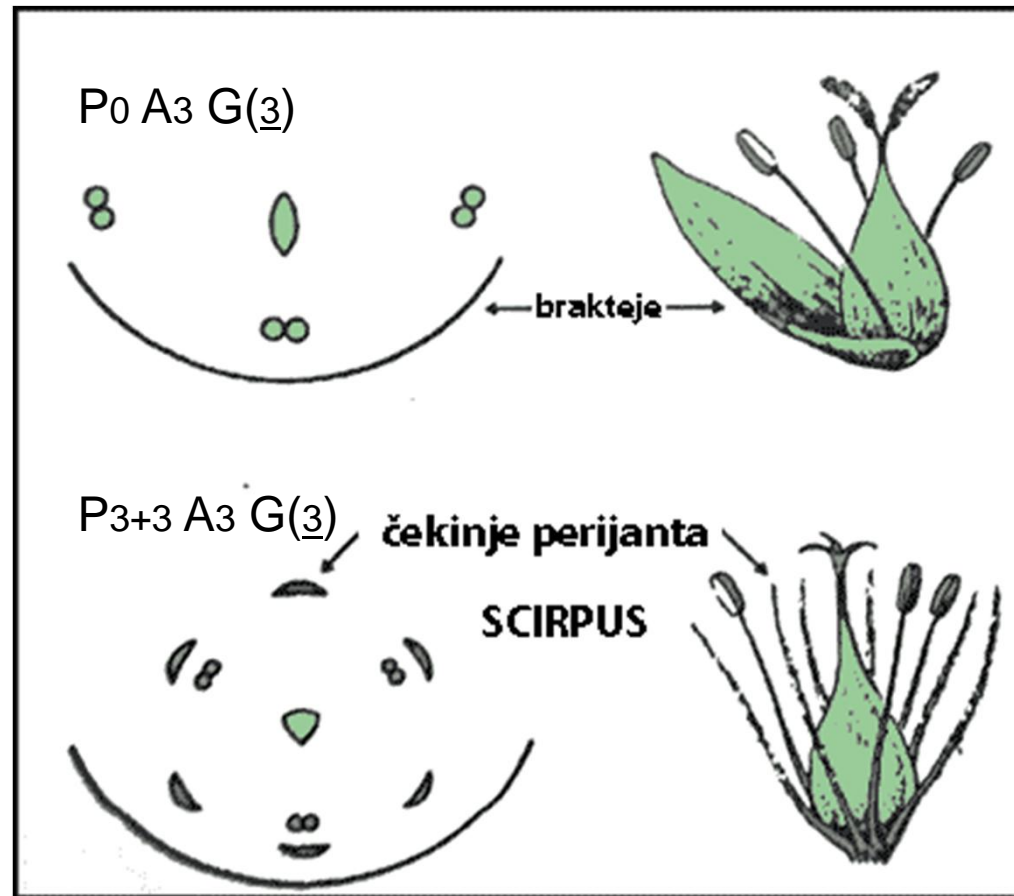 P0 A3 G(3)
brakteje
P3+3 A3 G(3)
čekinje perijanta
SCIRPUS